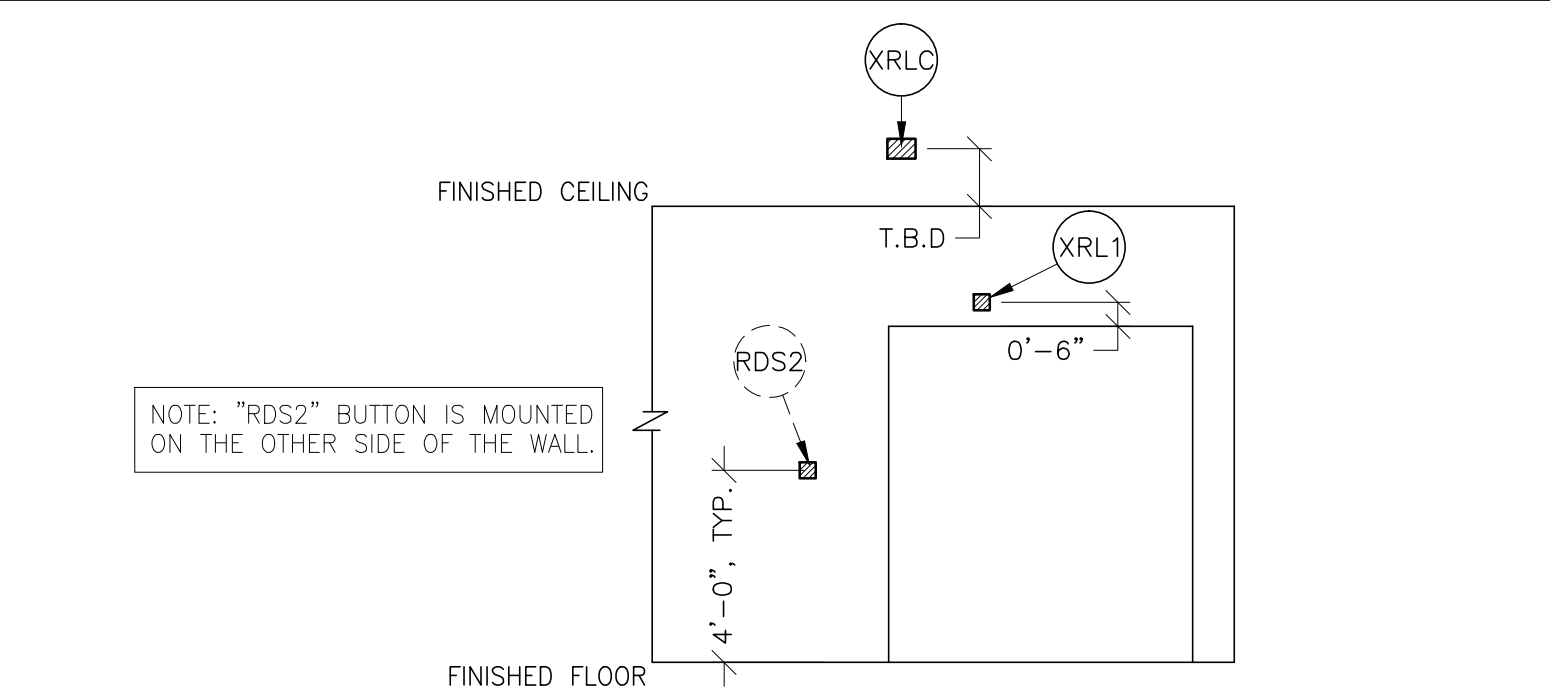 XRLC
FINISHED CEILING
T.B.D
XRL1
0'-6"
RDS2
NOTE: "RDS2" BUTTON IS MOUNTED
ON THE OTHER SIDE OF THE WALL.
4'-0", TYP.
FINISHED FLOOR